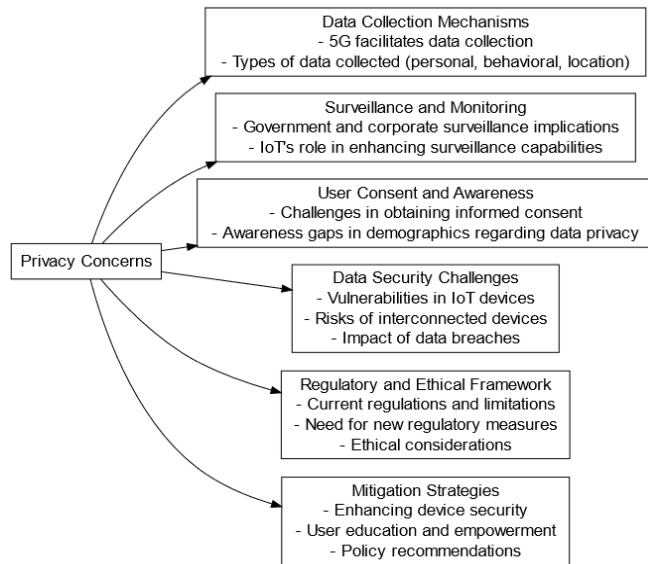 Data Collection Mechanisms
- 5G facilitates data collection
- Types of data collected (personal, behavioral, location)
Surveillance and Monitoring
- Government and corporate surveillance implications
- IoT's role in enhancing surveillance capabilities
User Consent and Awareness
- Challenges in obtaining informed consent
- Awareness gaps in demographics regarding data privacy
Privacy Concerns
Data Security Challenges
- Vulnerabilities in IoT devices
- Risks of interconnected devices
- Impact of data breaches
Regulatory and Ethical Framework
- Current regulations and limitations
- Need for new regulatory measures
- Ethical considerations
Mitigation Strategies
- Enhancing device security
- User education and empowerment
- Policy recommendations